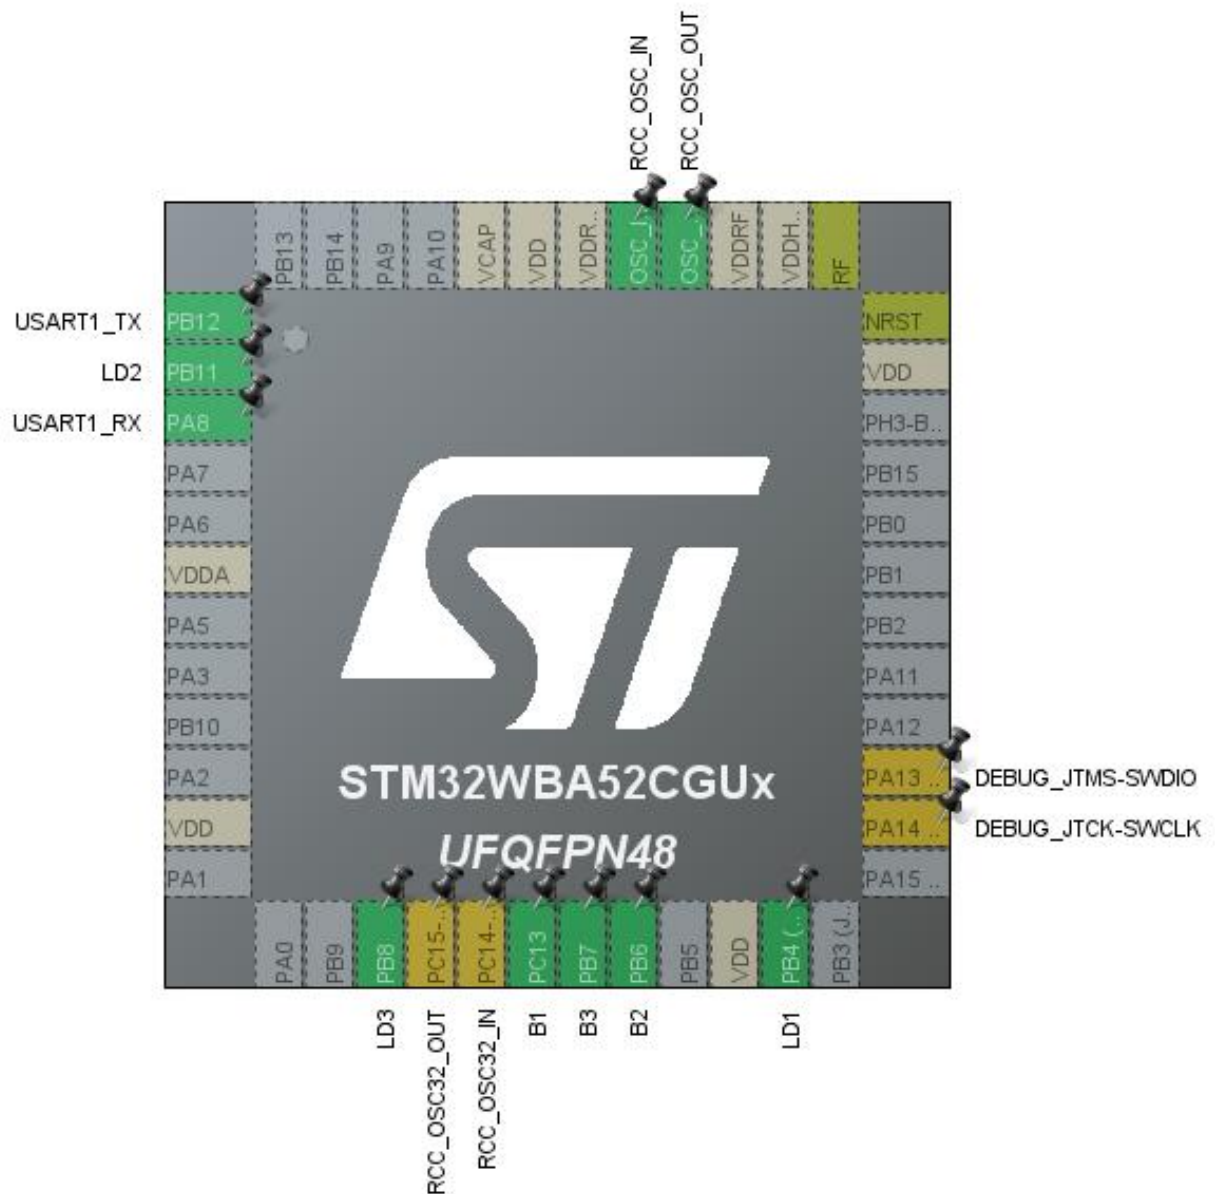 RCC_OSC_IN
RCC_OSC_OUT
PB13
PB14
PA9
PA10
VCAP
VDD
VDDR..
OSC_I..
OSC_..
VDDRF
VDDH..
RF
USART1_TX
PB12
LD2
PB11
USART1_RX
PA8
PA7
PA6
VDDA
PA5
PA3
PB10
PA2
VDD
PA1
NRST
VDD
PH3-B..
PB15
PB0
PB1
PB2
PA11
PA12
PA13 ..
DEBUG_JTMS-SWDIO
PA14 ..
DEBUG_JTCK-SWCLK
PA15 ..
ST
STM32WBA52CGUx
UFQFPN48
PA0
PB9
PB8
PC15-..
PC14-..
PC13
PB7
PB6
PB5
VDD
PB4 (..
PB3 (J..
LD3
RCC_OSC32_OUT
RCC_OSC32_IN
B1
B3
B2
LD1